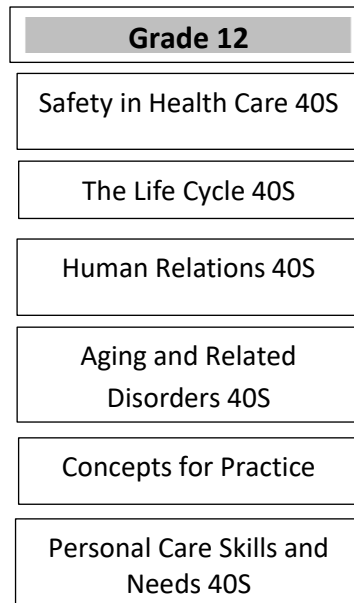 Grade 12
Safety in Health Care 40S
The Life Cycle 40S
Human Relations 40S
Aging and Related
Disorders 40S
Concepts for Practice
Personal Care Skills and
Needs 40S